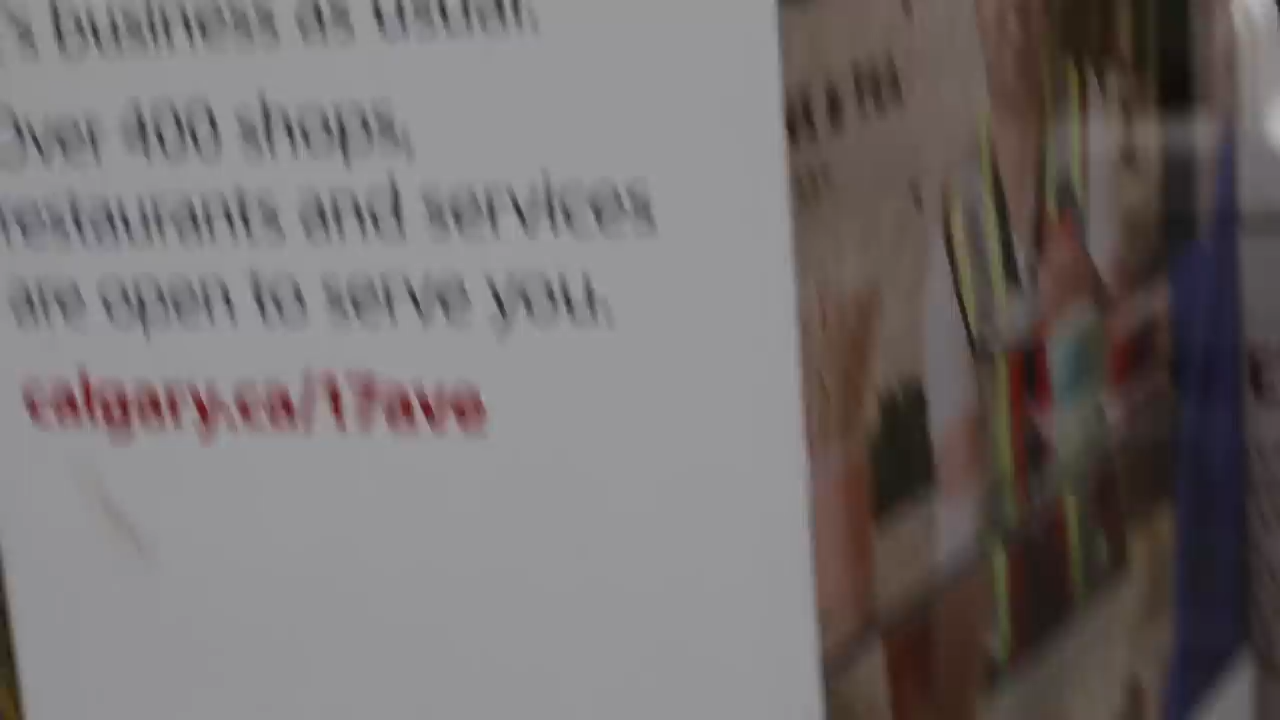 's business as usual.
Over 400 shops,
restaurants and services
are open to serve you.
calgary.ca/17ave